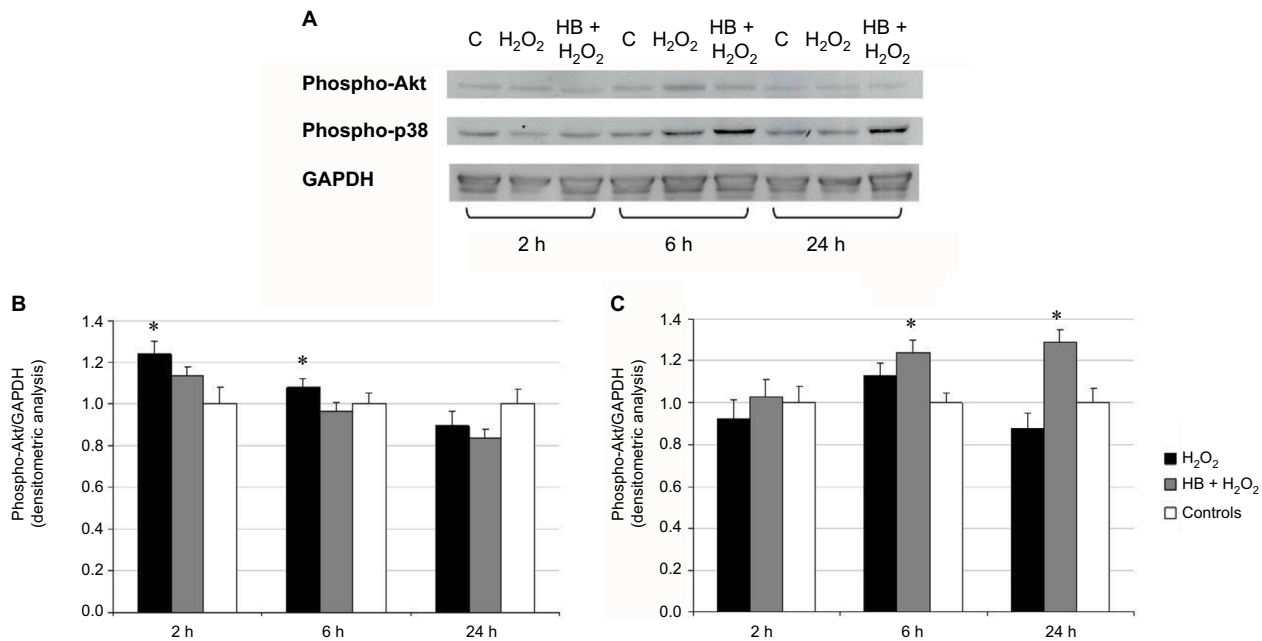 A
C H₂O₂ HB + H₂O₂ C H₂O₂ HB + H₂O₂ C H₂O₂ HB + H₂O₂
Phospho-Akt
Phospho-p38
GAPDH
2 h 6 h 24 h
B
Phospho-Akt/GAPDH
(densitometric analysis)
1.4
1.2
1.0
0.8
0.6
0.4
0.2
0.0
* *
2 h 6 h 24 h
C
Phospho-Akt/GAPDH
(densitometric analysis)
1.4
1.2
1.0
0.8
0.6
0.4
0.2
0.0
* *
2 h 6 h 24 h
H₂O₂
HB + H₂O₂
Controls